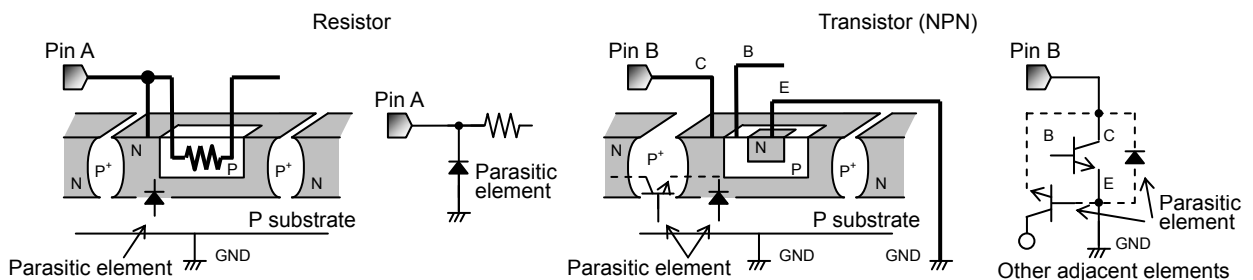 Resistor
Transistor (NPN)
Pin A
Pin B
C
B
E
Pin B
Pin A
N
P+
N
P
P+
N
Parasitic
element
N
P+
N
P
P+
N
B
C
E
P substrate
P substrate
Parasitic
element
GND
GND
GND
Parasitic element
Parasitic element
Other adjacent elements